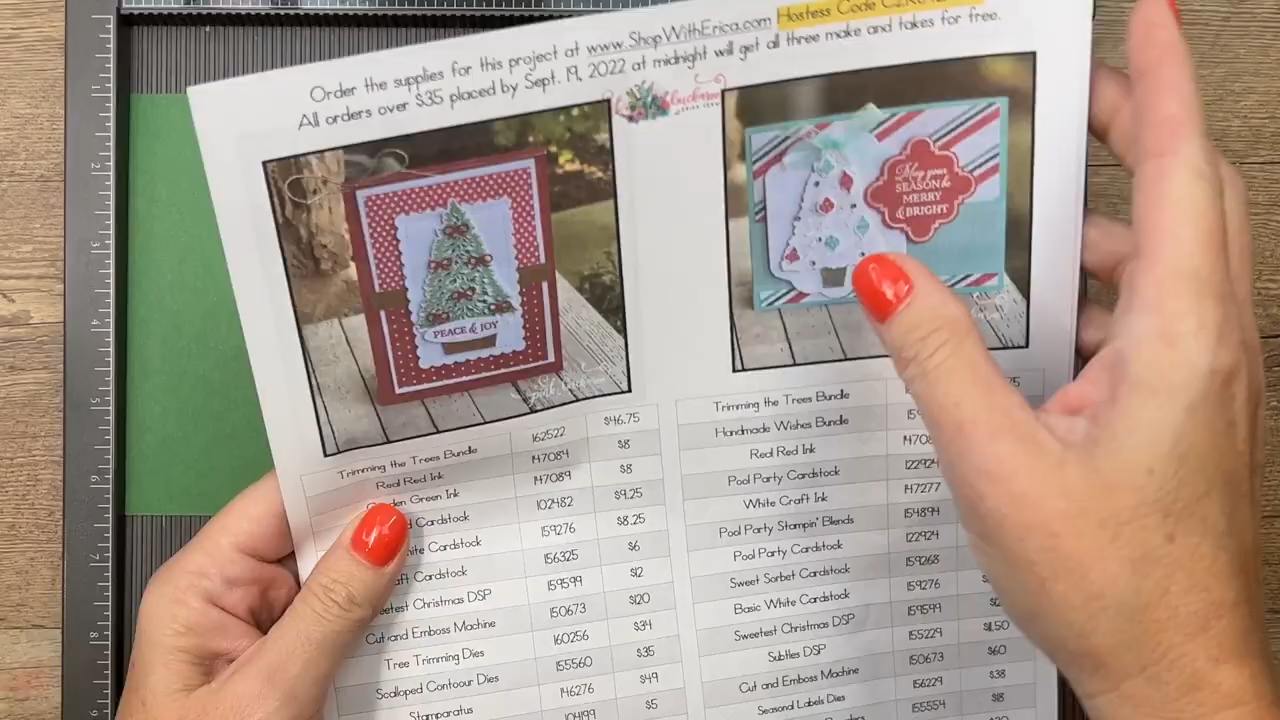 Order the supplies for this project at www.ShopWithErica.com Hostess Code
All orders over $35 placed by Sept. 19, 2022 at midnight will get all three make and takes for free.
PEACE & JOY
May your
SEASON be
MERRY
& BRIGHT
Trimming the Trees Bundle 162522 $46.75
Red Red Ink 147084 $8
Green Ink 147089 $8
Cardstock 102482 $9.25
Cardstock 159276 $8.25
Cardstock 156325 $6
Christmas DSP 159599 $12
Cut and Emboss Machine 150673 $120
Tree Trimming Dies 160256 $34
Scalloped Contour Dies 155560 $35
Stamparatus 146276 $49
104199 $5
Trimming the Trees Bundle
Handmade Wishes Bundle
Red Red Ink
Pool Party Cardstock 122924
White Craft Ink 147277
Pool Party Stampin' Blends 154894
Pool Party Cardstock 122924
Sweet Sorbet Cardstock 159268
Basic White Cardstock 159276
Sweetest Christmas DSP 159599
Subtles DSP 155229 $11.50
Cut and Emboss Machine 150673 $60
Seasonal Labels Dies 156229 $38
155554 $18